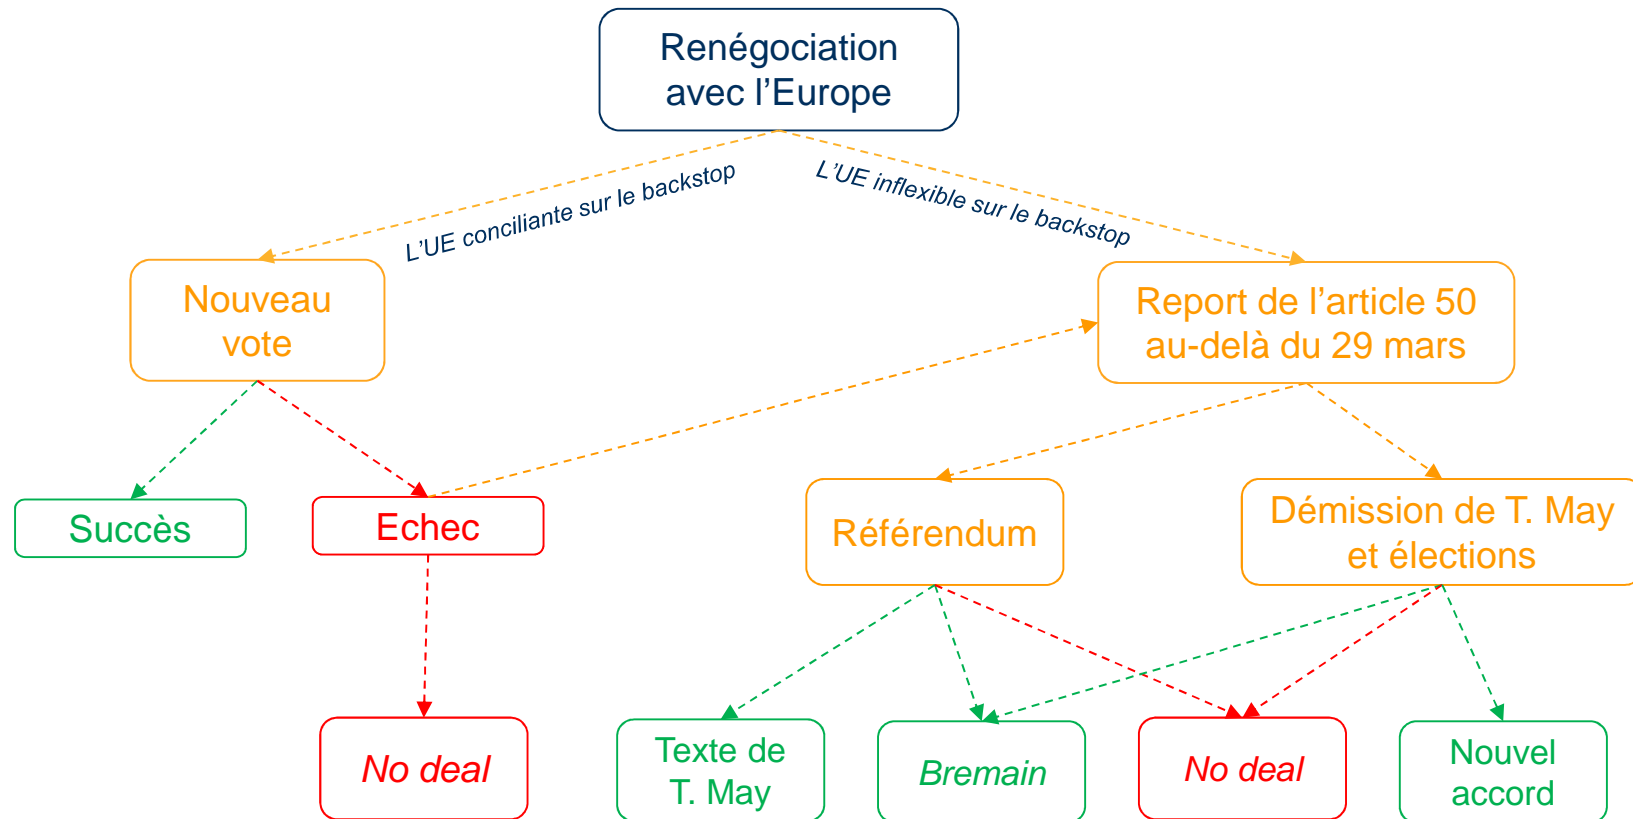 Renégociation
avec l’Europe
L’UE conciliante sur le backstop
L’UE inflexible sur le backstop
Nouveau
vote
Report de l’article 50
au-delà du 29 mars
Succès
Echec
Référendum
Démission de T. May
et élections
No deal
Texte de
T. May
Bremain
No deal
Nouvel
accord